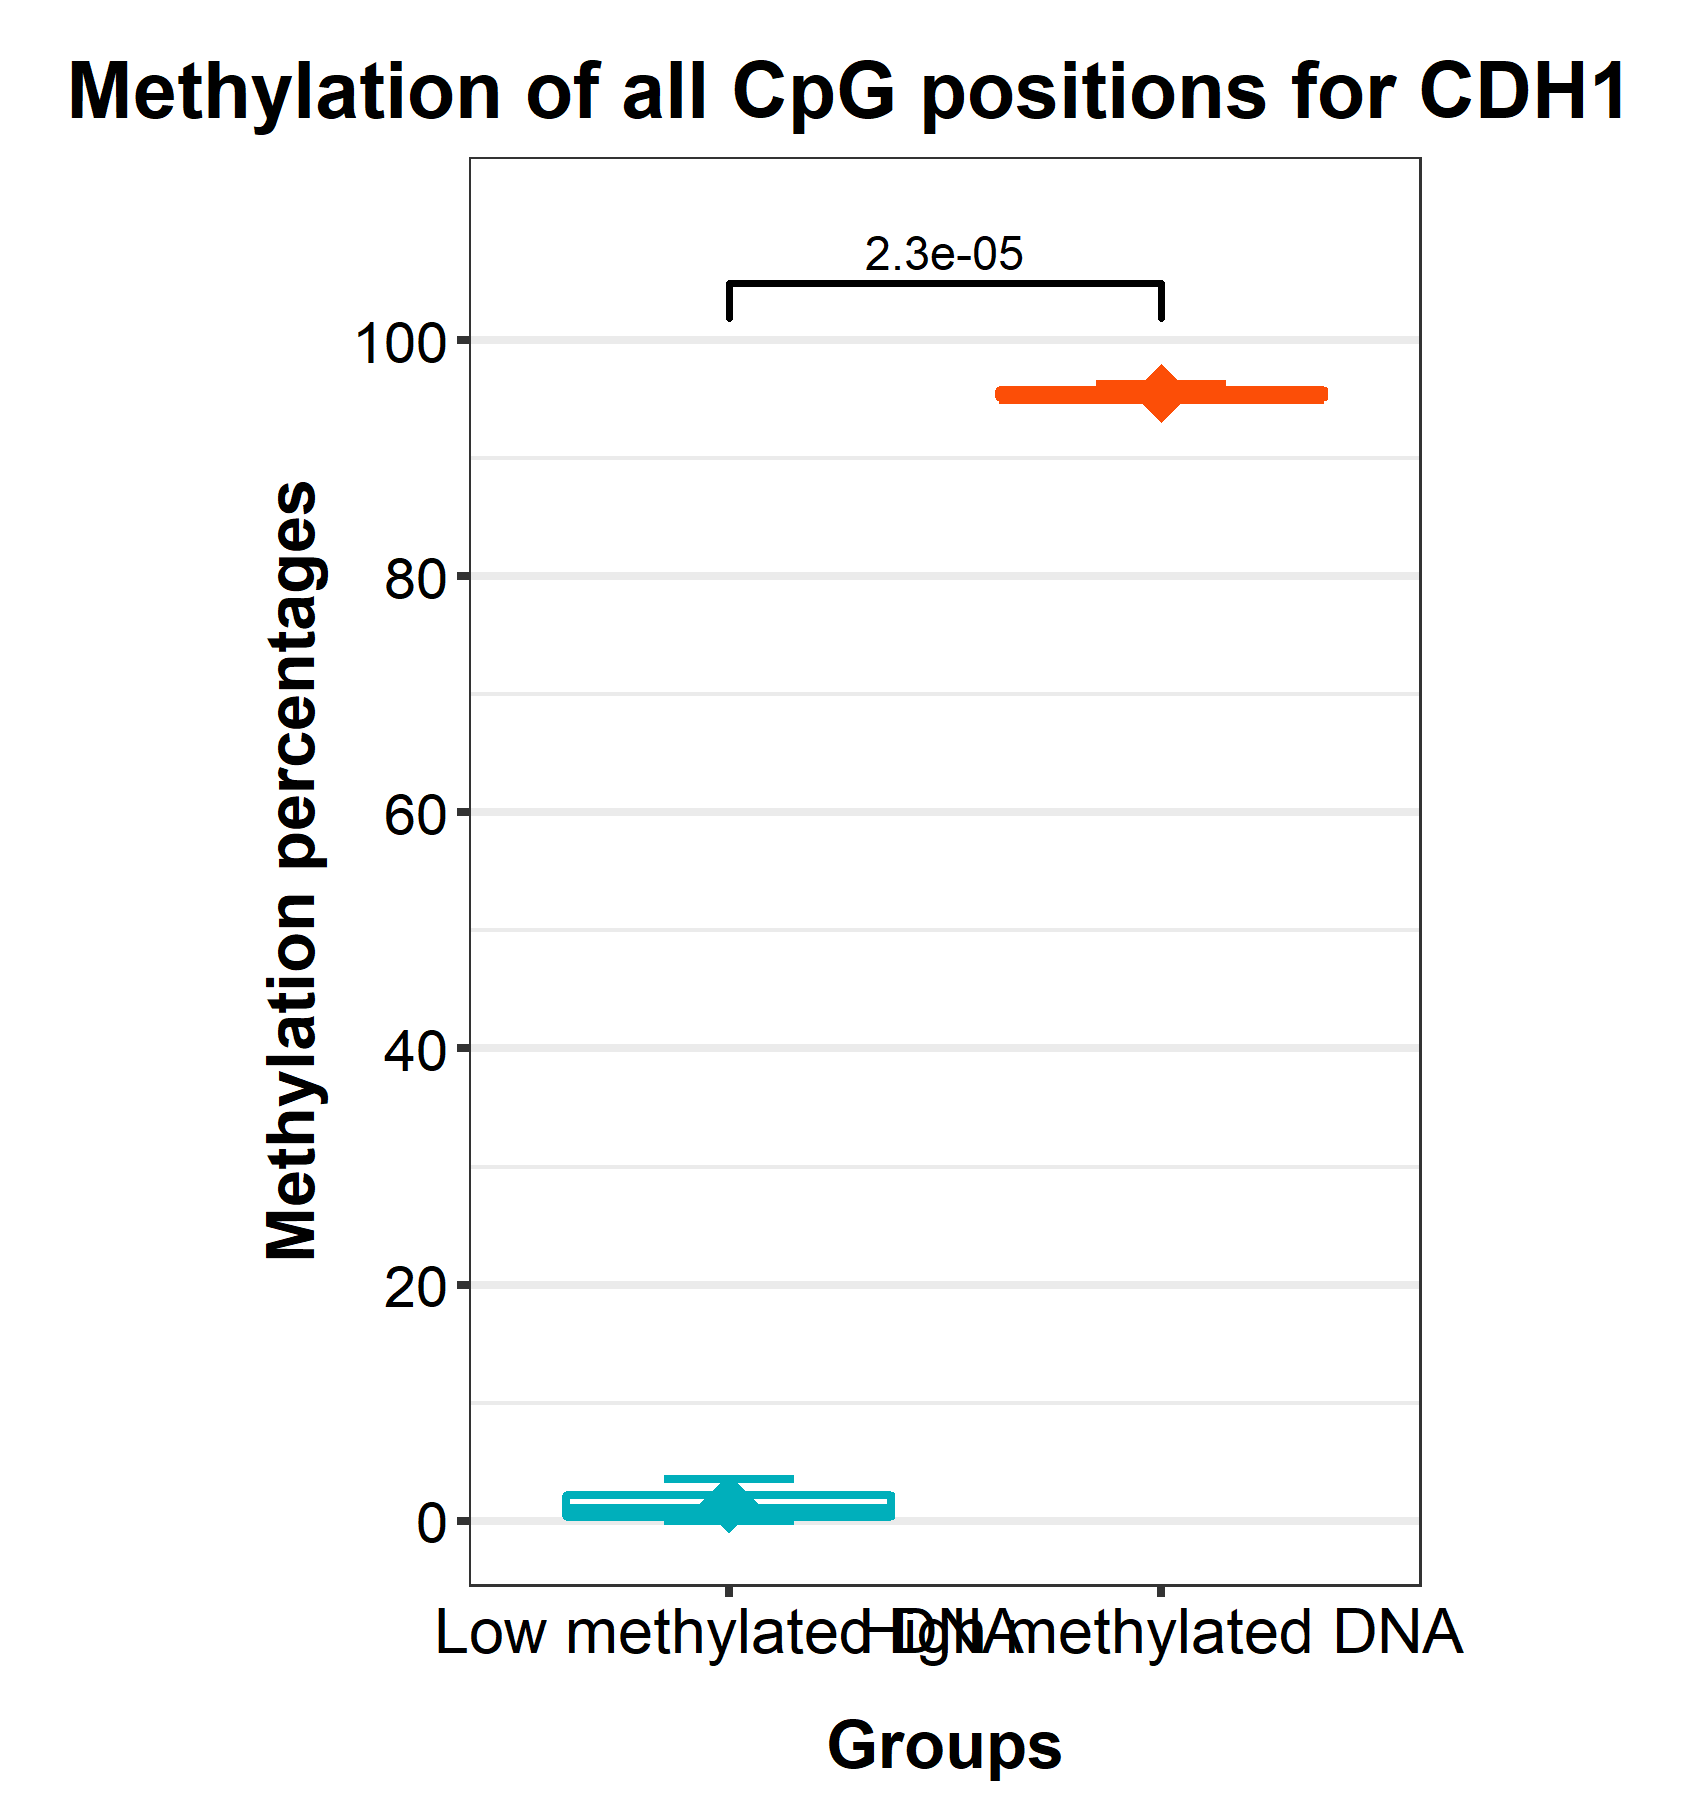 Methylation of all CpG positions for CDH1
2.3e-05
Methylation percentages
100
80
60
40
20
0
Low methylated DNA
High methylated DNA
Groups